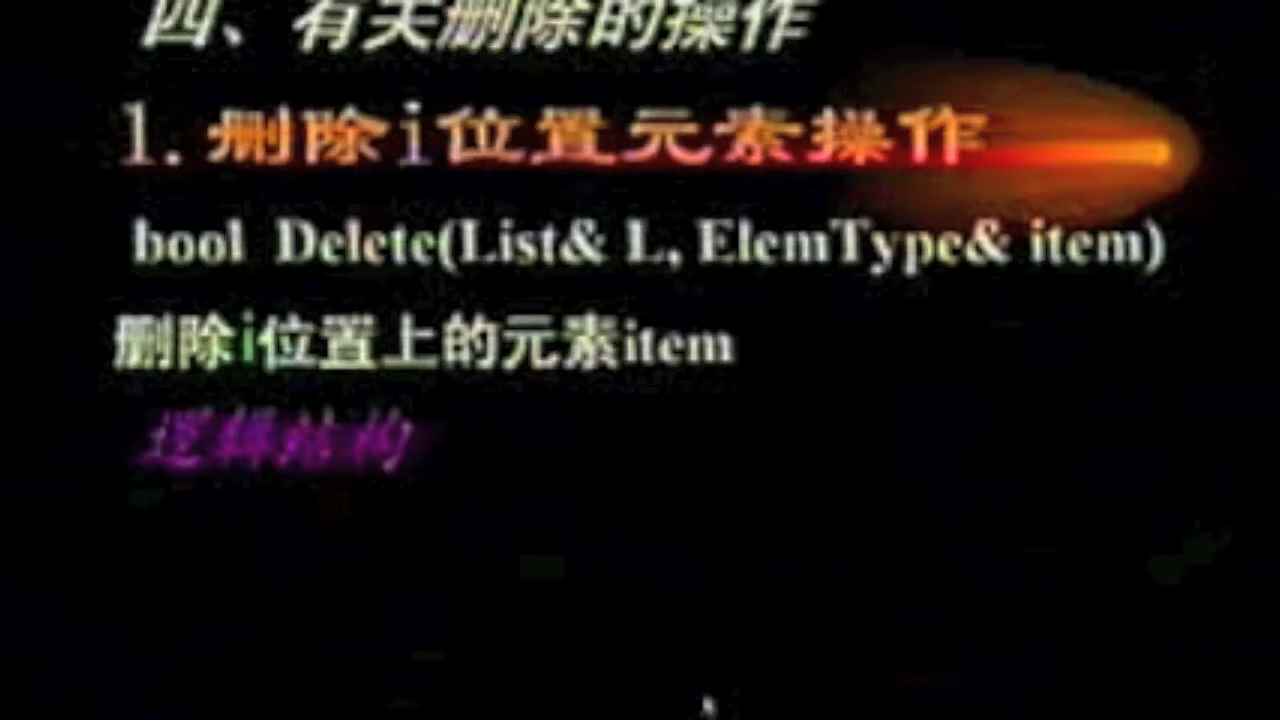 四、有关删除的操作
1. 删除i位置元素操作
bool Delete(List& L, ElemType& item)
删除i位置上的元素item
逻辑结构